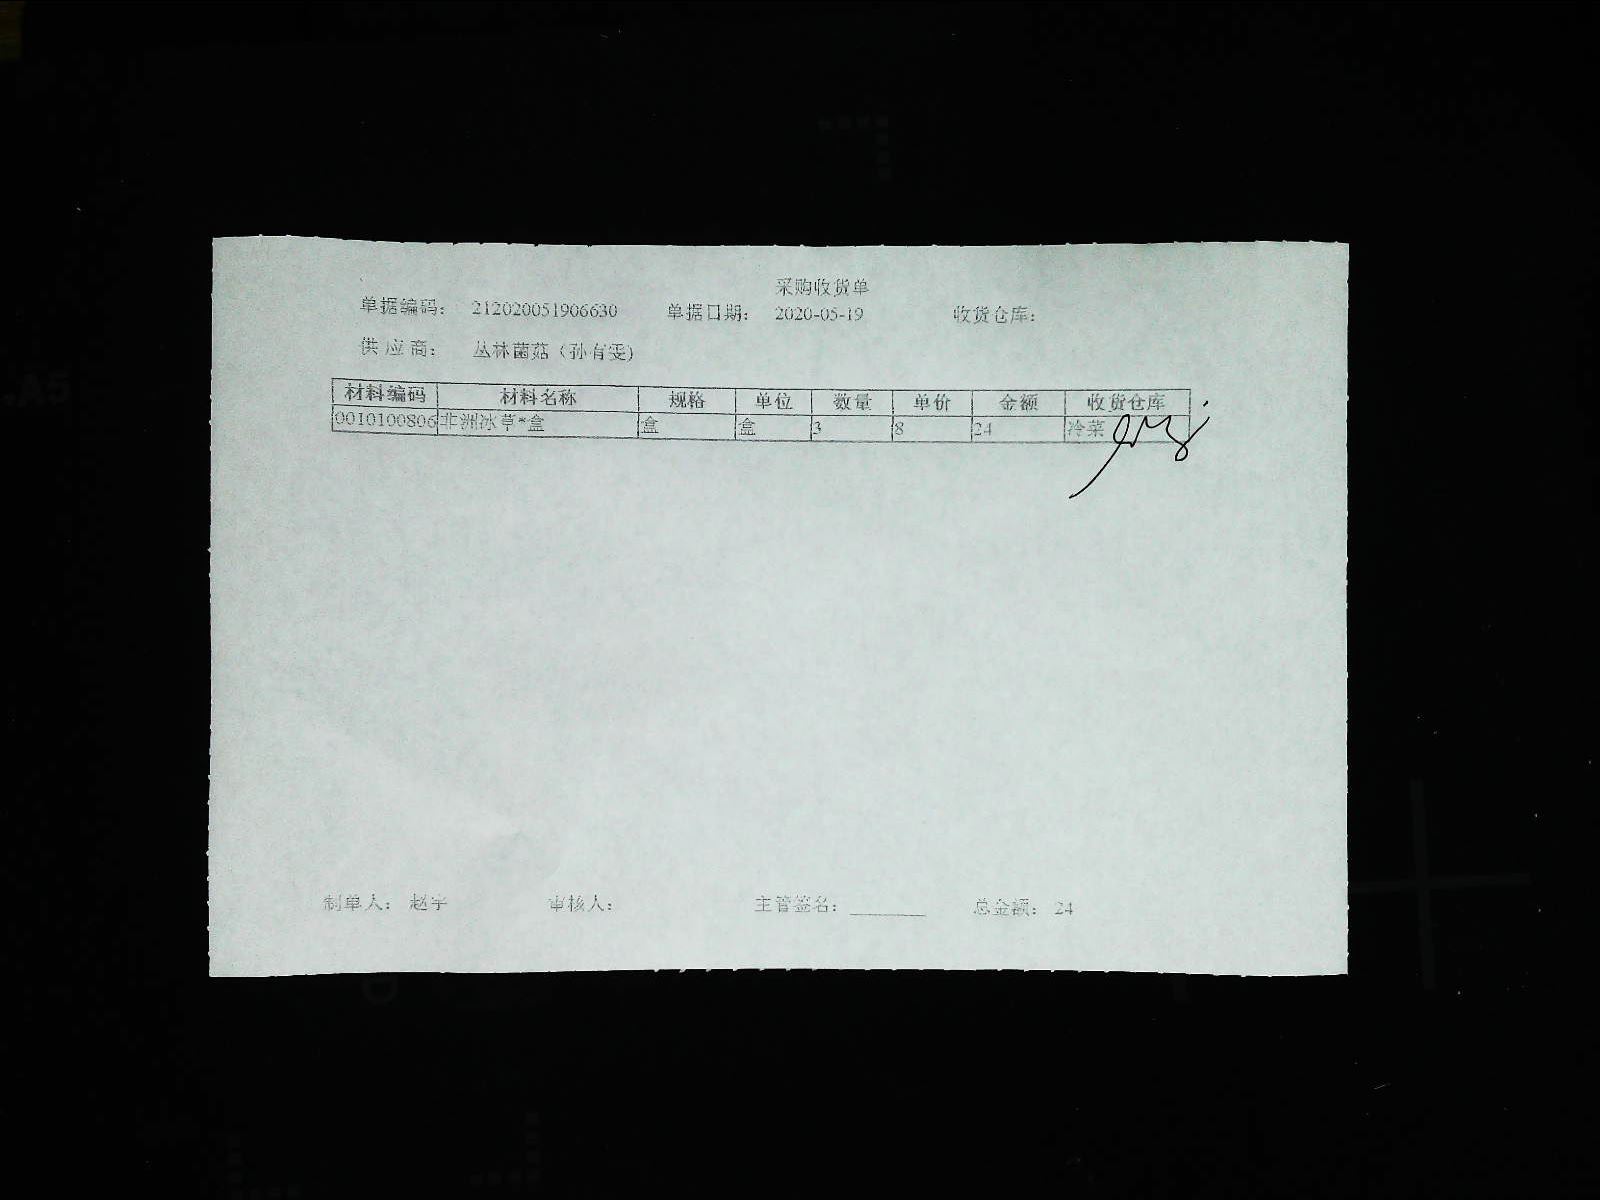 采购收货单
单据编码： 212020051906630 单据日期： 2020-05-19 收货仓库：
供应商： 丛林菌菇（孙有雯）
材料编码 材料名称 规格 单位 数量 单价 金额 收货仓库
0010100806 非洲冰草*盒 盒 盒 3 8 24 冷菜
制单人： 赵宇 审核人： 主管签名： 总金额： 24